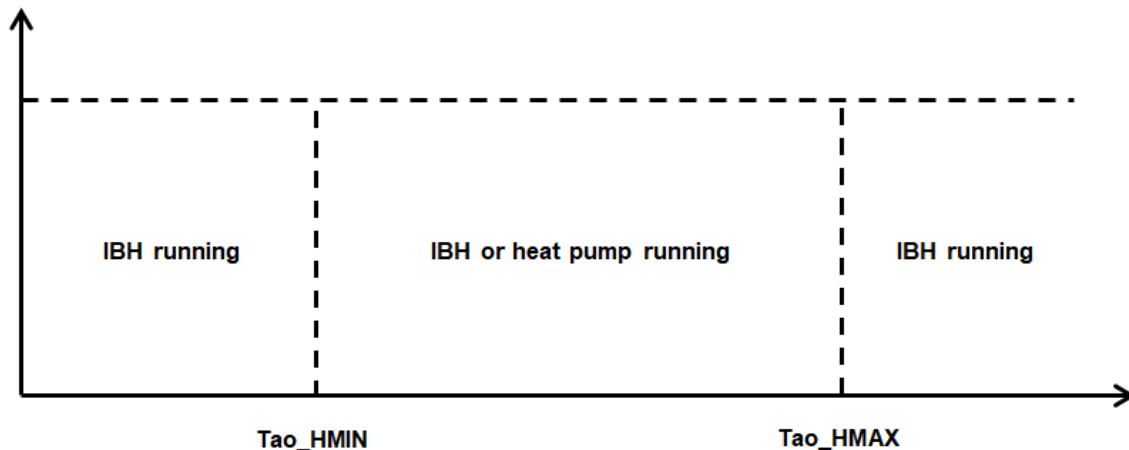 IBH running
IBH or heat pump running
IBH running
Tao_HMIN
Tao_HMAX